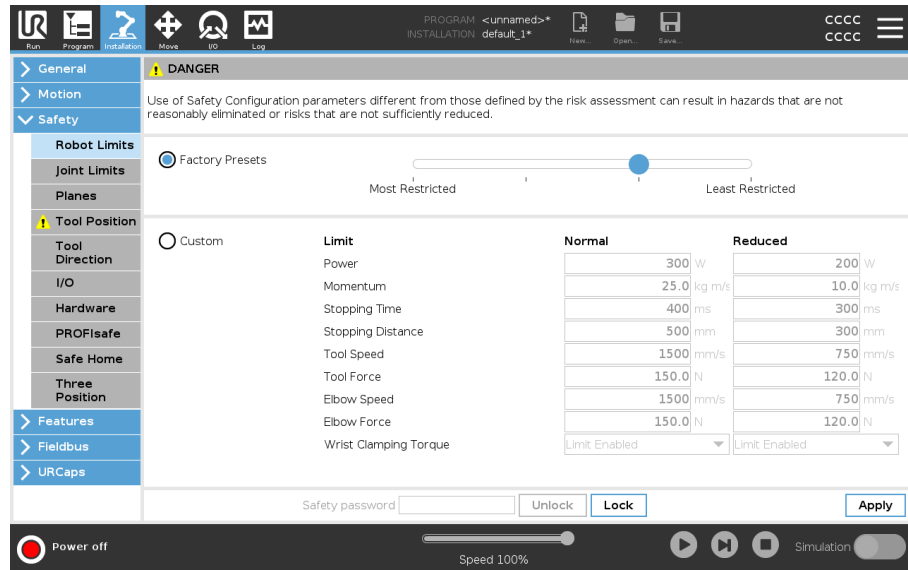 PROGRAM <unnamed>*
INSTALLATION default_1*
cccc
cccc
Run Program Installation Move I/O Log New... Open... Save...
General
Motion
Safety
Robot Limits
Joint Limits
Planes
Tool Position
Tool
Direction
I/O
Hardware
PROFIsafe
Safe Home
Three
Position
Features
Fieldbus
URCaps
DANGER
Use of Safety Configuration parameters different from those defined by the risk assessment can result in hazards that are not
reasonably eliminated or risks that are not sufficiently reduced.
Factory Presets
Most Restricted Least Restricted
Custom Limit Normal Reduced
Power 300 W 200 W
Momentum 25.0 kg m/s 10.0 kg m/s
Stopping Time 400 ms 300 ms
Stopping Distance 500 mm 300 mm
Tool Speed 1500 mm/s 750 mm/s
Tool Force 150.0 N 120.0 N
Elbow Speed 1500 mm/s 750 mm/s
Elbow Force 150.0 N 120.0 N
Wrist Clamping Torque Limit Enabled Limit Enabled
Safety password Unlock Lock Apply
Power off
Speed 100%
Simulation